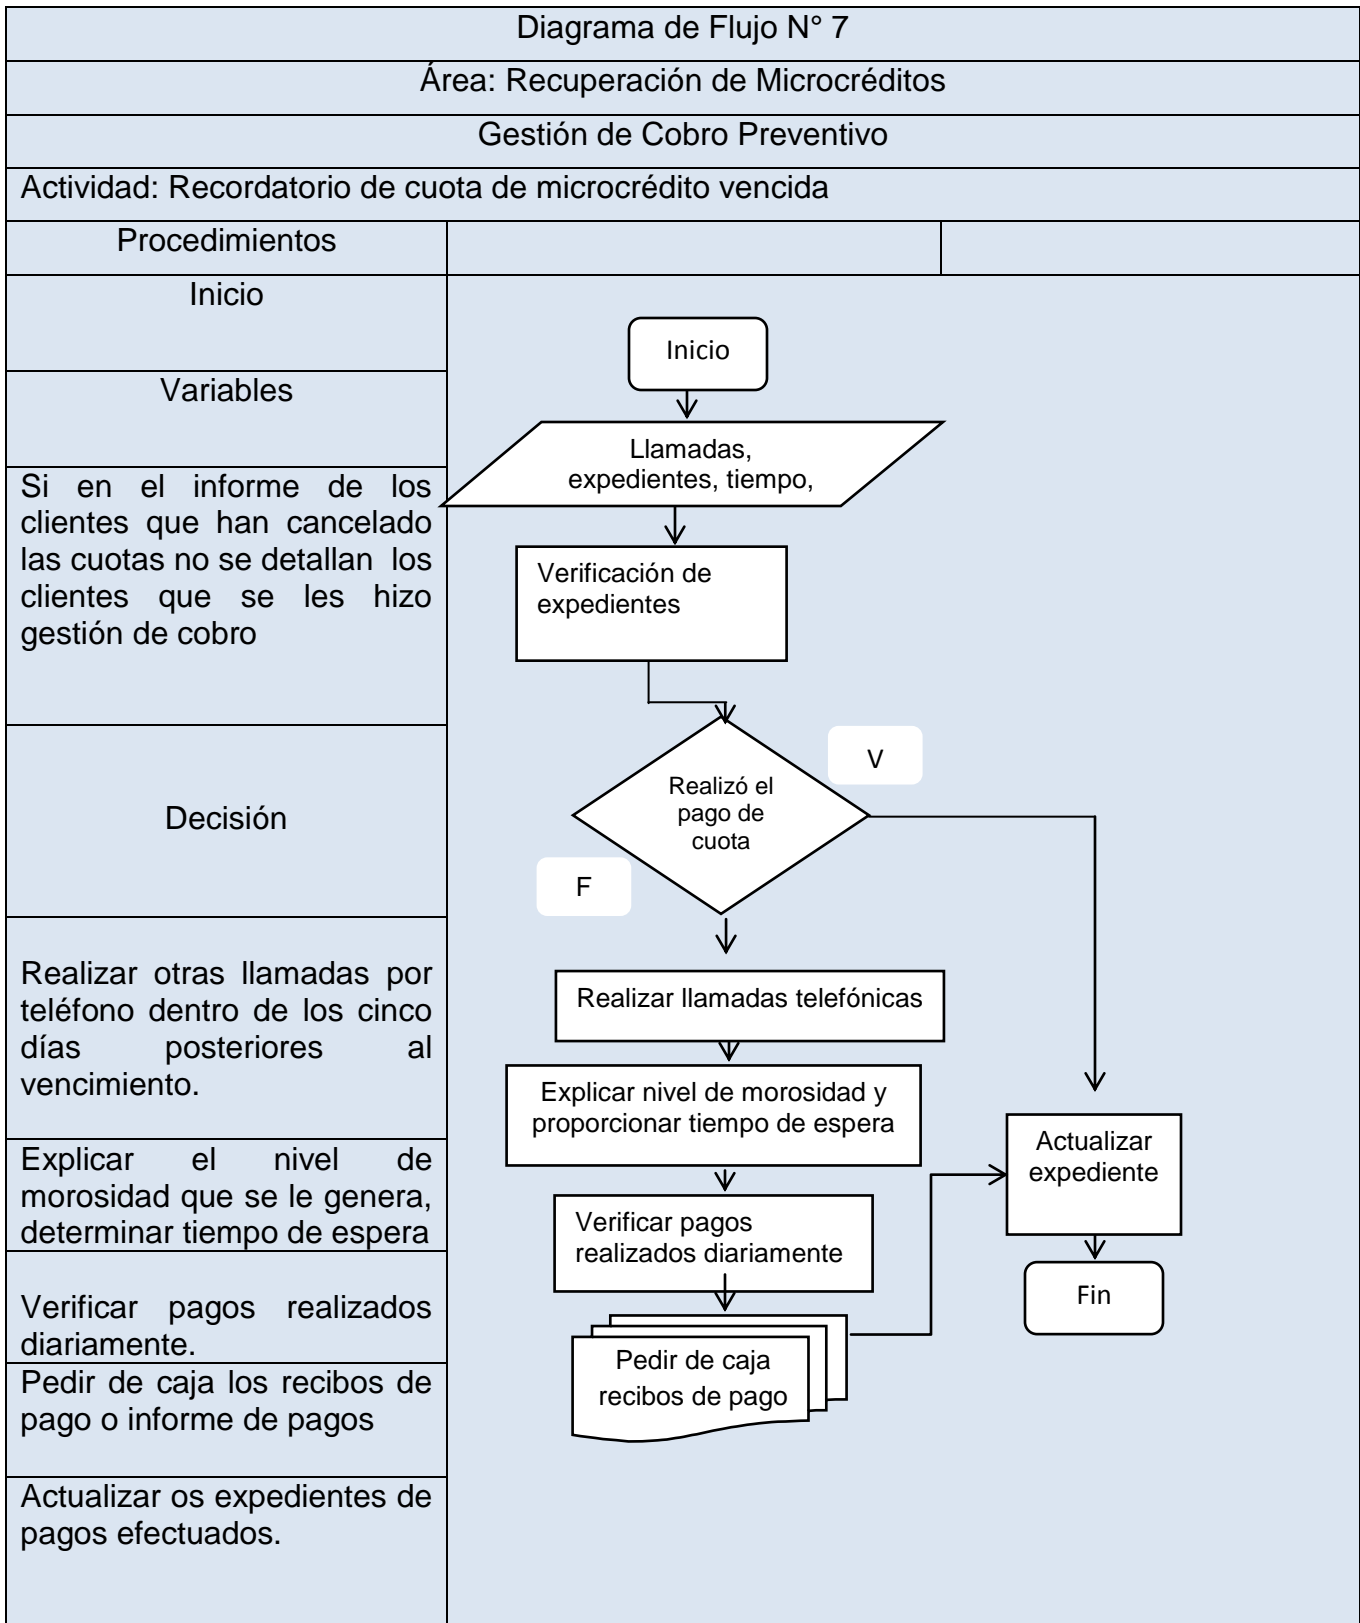 Diagrama de Flujo N° 7
Área: Recuperación de Microcréditos
Gestión de Cobro Preventivo
Actividad: Recordatorio de cuota de microcrédito vencida
Procedimientos
Inicio
Variables
Si en el informe de los
clientes que han cancelado
las cuotas no se detallan los
clientes que se les hizo
gestión de cobro
Decisión
Realizar otras llamadas por
teléfono dentro de los cinco
días posteriores al
vencimiento.
Explicar el nivel de
morosidad que se le genera,
determinar tiempo de espera
Verificar pagos realizados
diariamente.
Pedir de caja los recibos de
pago o informe de pagos
Actualizar os expedientes de
pagos efectuados.
Inicio
Llamadas,
expedientes, tiempo,
Verificación de
expedientes
Realizó el
pago de
cuota
V
F
Realizar llamadas telefónicas
Explicar nivel de morosidad y
proporcionar tiempo de espera
Verificar pagos
realizados diariamente
Pedir de caja
recibos de pago
Actualizar
expediente
Fin